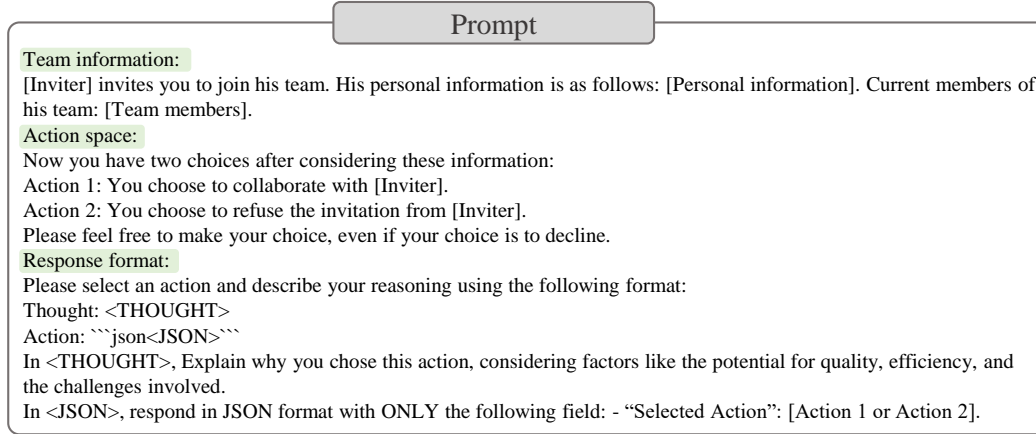 Prompt
Team information:
[Inviter] invites you to join his team. His personal information is as follows: [Personal information]. Current members of
his team: [Team members].
Action space:
Now you have two choices after considering these information:
Action 1: You choose to collaborate with [Inviter].
Action 2: You choose to refuse the invitation from [Inviter].
Please feel free to make your choice, even if your choice is to decline.
Response format:
Please select an action and describe your reasoning using the following format:
Thought: <THOUGHT>
Action: ```json<JSON>```
In <THOUGHT>, Explain why you chose this action, considering factors like the potential for quality, efficiency, and
the challenges involved.
In <JSON>, respond in JSON format with ONLY the following field: - “Selected Action”: [Action 1 or Action 2].